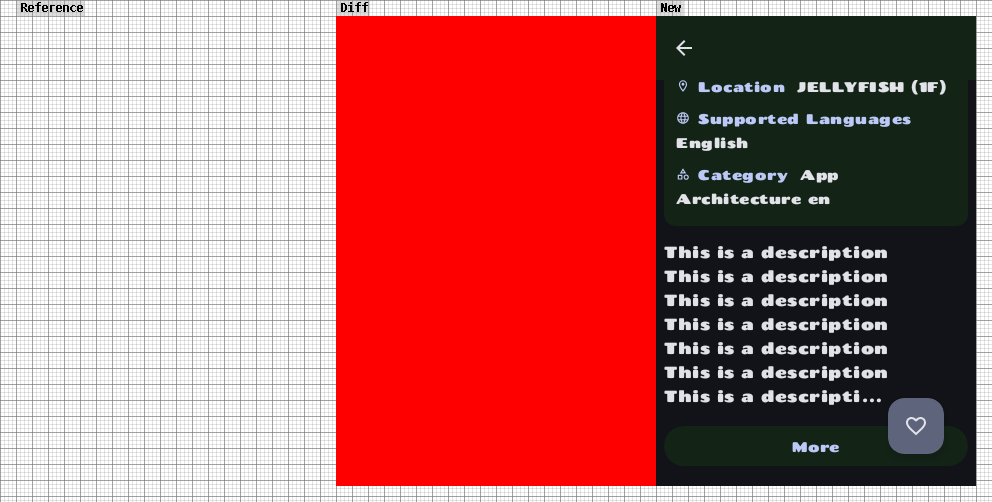 Reference
Diff
New
Location JELLYFISH (1F)
Supported Languages
English
Category App
Architecture en
This is a description
This is a description
This is a description
This is a description
This is a description
This is a description
This is a descripti...
More